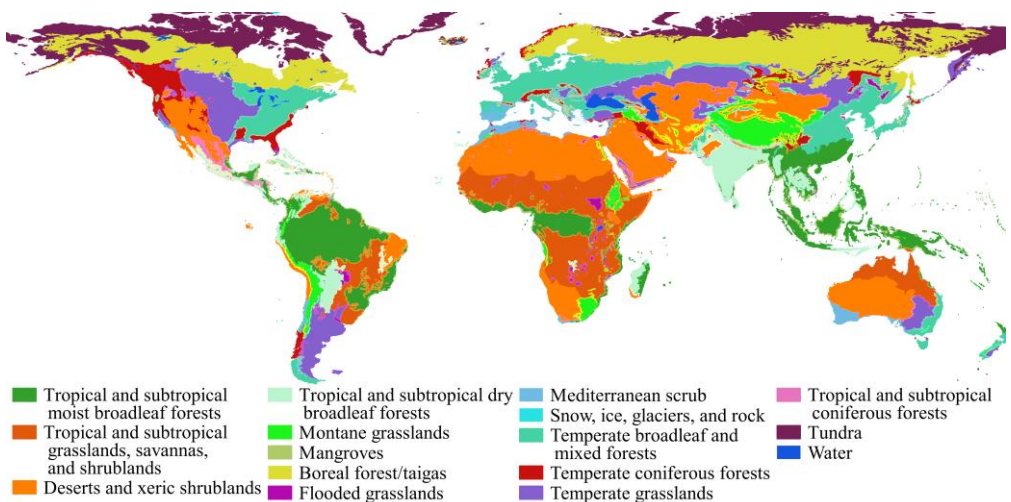 Tropical and subtropical
moist broadleaf forests
Tropical and subtropical
grasslands, savannas,
and shrublands
Deserts and xeric shrublands
Tropical and subtropical dry
broadleaf forests
Montane grasslands
Mangroves
Boreal forest/taigas
Flooded grasslands
Mediterranean scrub
Snow, ice, glaciers, and rock
Temperate broadleaf and
mixed forests
Temperate coniferous forests
Temperate grasslands
Tropical and subtropical
coniferous forests
Tundra
Water